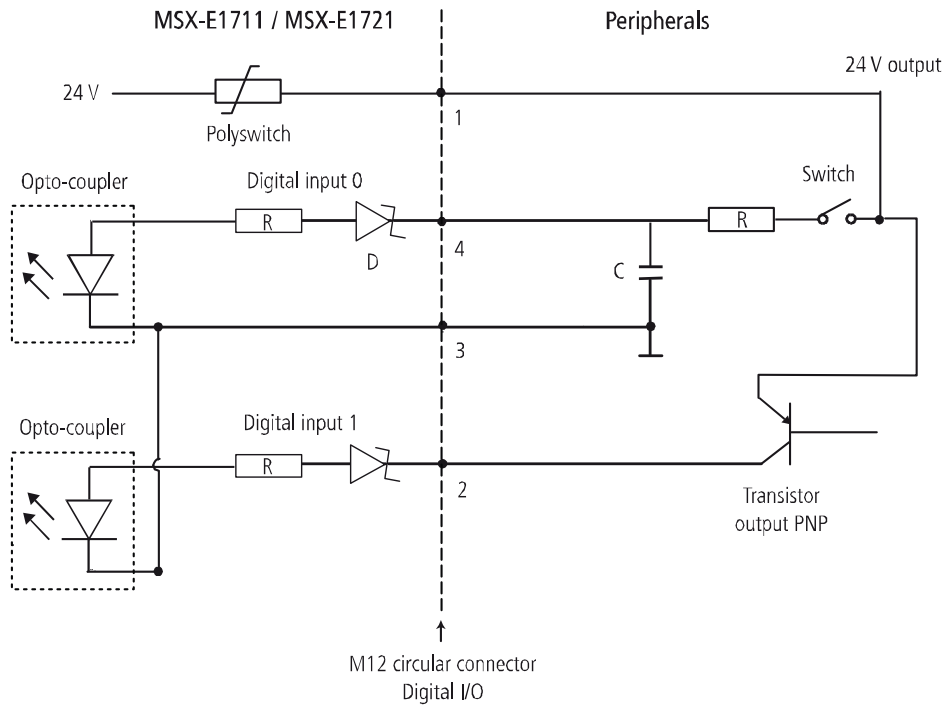 MSX-E1711 / MSX-E1721
Peripherals
24 V output
24 V
1
Polyswitch
Opto-coupler
Digital input 0
Switch
R
R
4
D
C
3
Opto-coupler
Digital input 1
R
2
Transistor
output PNP
M12 circular connector
Digital I/O